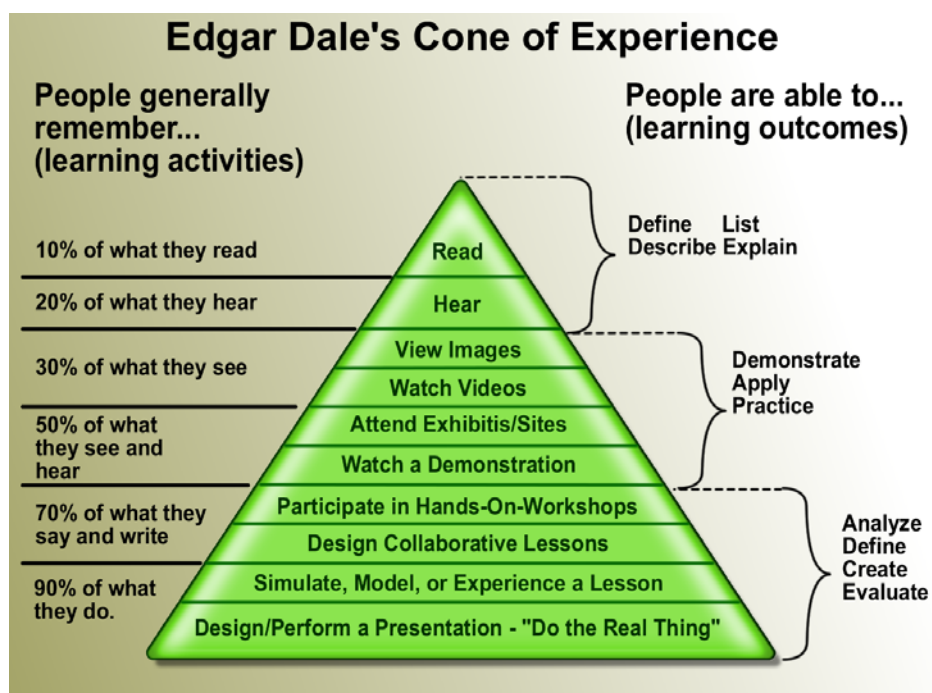 Edgar Dale's Cone of Experience
People generally
remember...
(learning activities)
People are able to...
(learning outcomes)
10% of what they read
20% of what they hear
30% of what they see
50% of what
they see and
hear
70% of what they
say and write
90% of what
they do.
Read
Hear
View Images
Watch Videos
Attend Exhibitis/Sites
Watch a Demonstration
Participate in Hands-On-Workshops
Design Collaborative Lessons
Simulate, Model, or Experience a Lesson
Design/Perform a Presentation - "Do the Real Thing"
Define List
Describe Explain
Demonstrate
Apply
Practice
Analyze
Define
Create
Evaluate